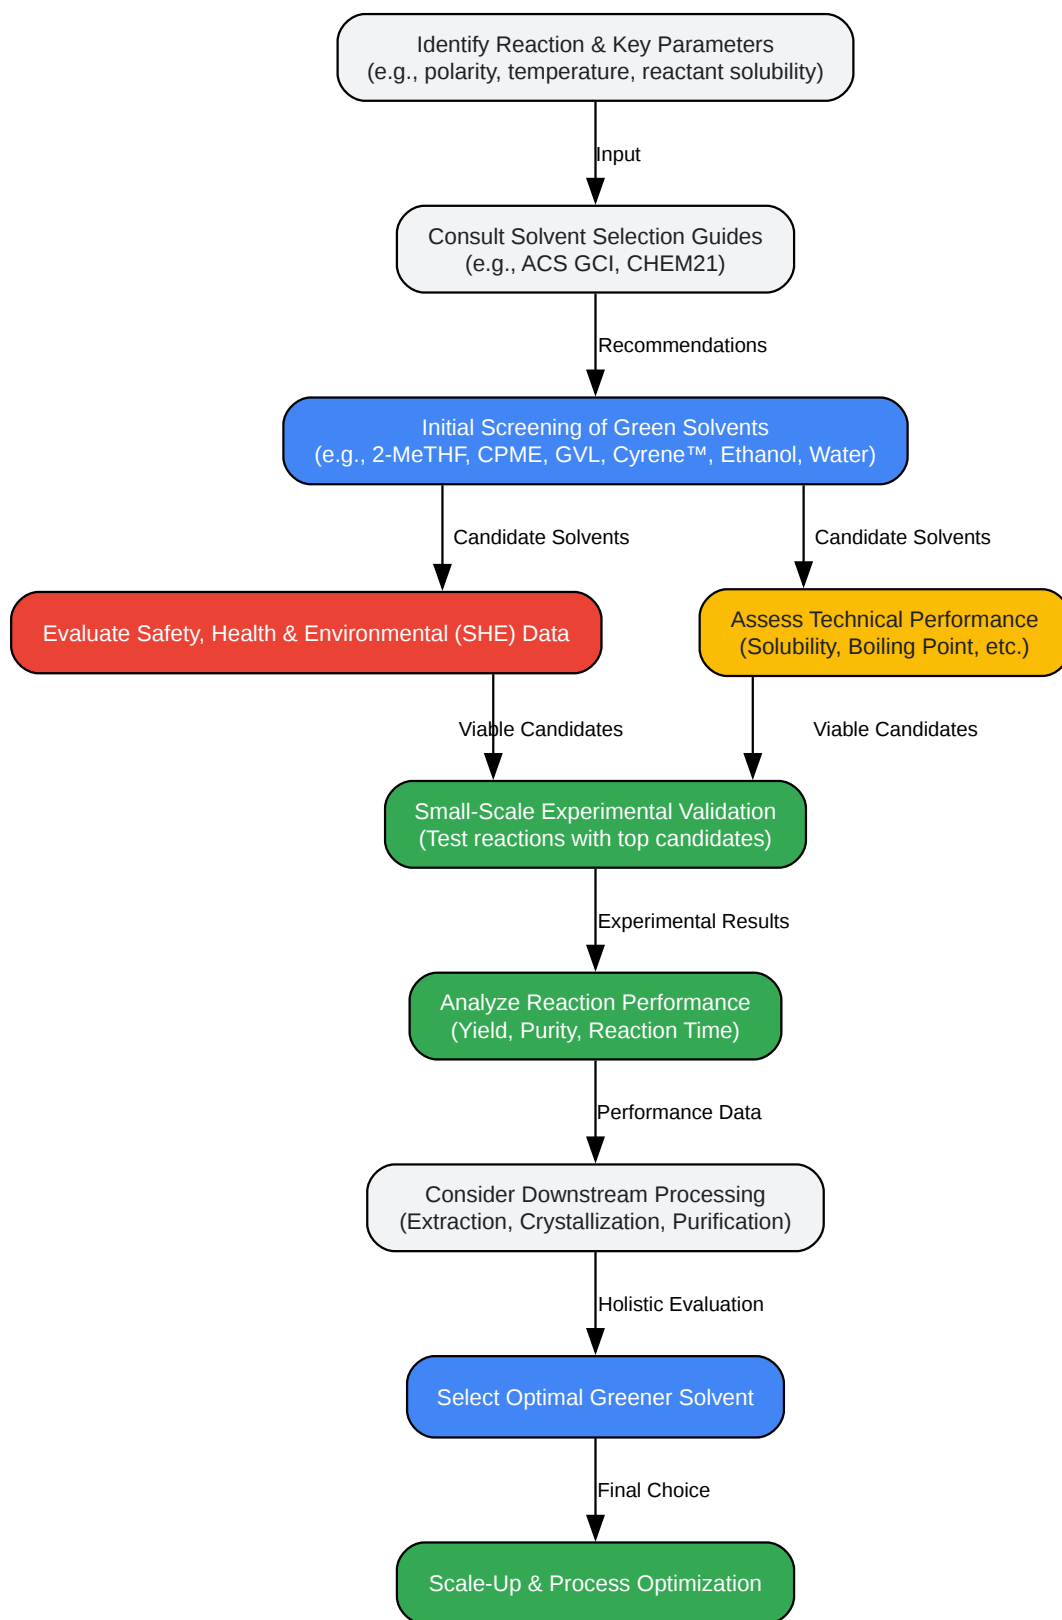 Identify Reaction & Key Parameters
(e.g., polarity, temperature, reactant solubility)
Input
Consult Solvent Selection Guides
(e.g., ACS GCI, CHEM21)
Recommendations
Initial Screening of Green Solvents
(e.g., 2-MeTHF, CPME, GVL, Cyrene™, Ethanol, Water)
Candidate Solvents
Candidate Solvents
Evaluate Safety, Health & Environmental (SHE) Data
Assess Technical Performance
(Solubility, Boiling Point, etc.)
Viable Candidates
Viable Candidates
Small-Scale Experimental Validation
(Test reactions with top candidates)
Experimental Results
Analyze Reaction Performance
(Yield, Purity, Reaction Time)
Performance Data
Consider Downstream Processing
(Extraction, Crystallization, Purification)
Holistic Evaluation
Select Optimal Greener Solvent
Final Choice
Scale-Up & Process Optimization